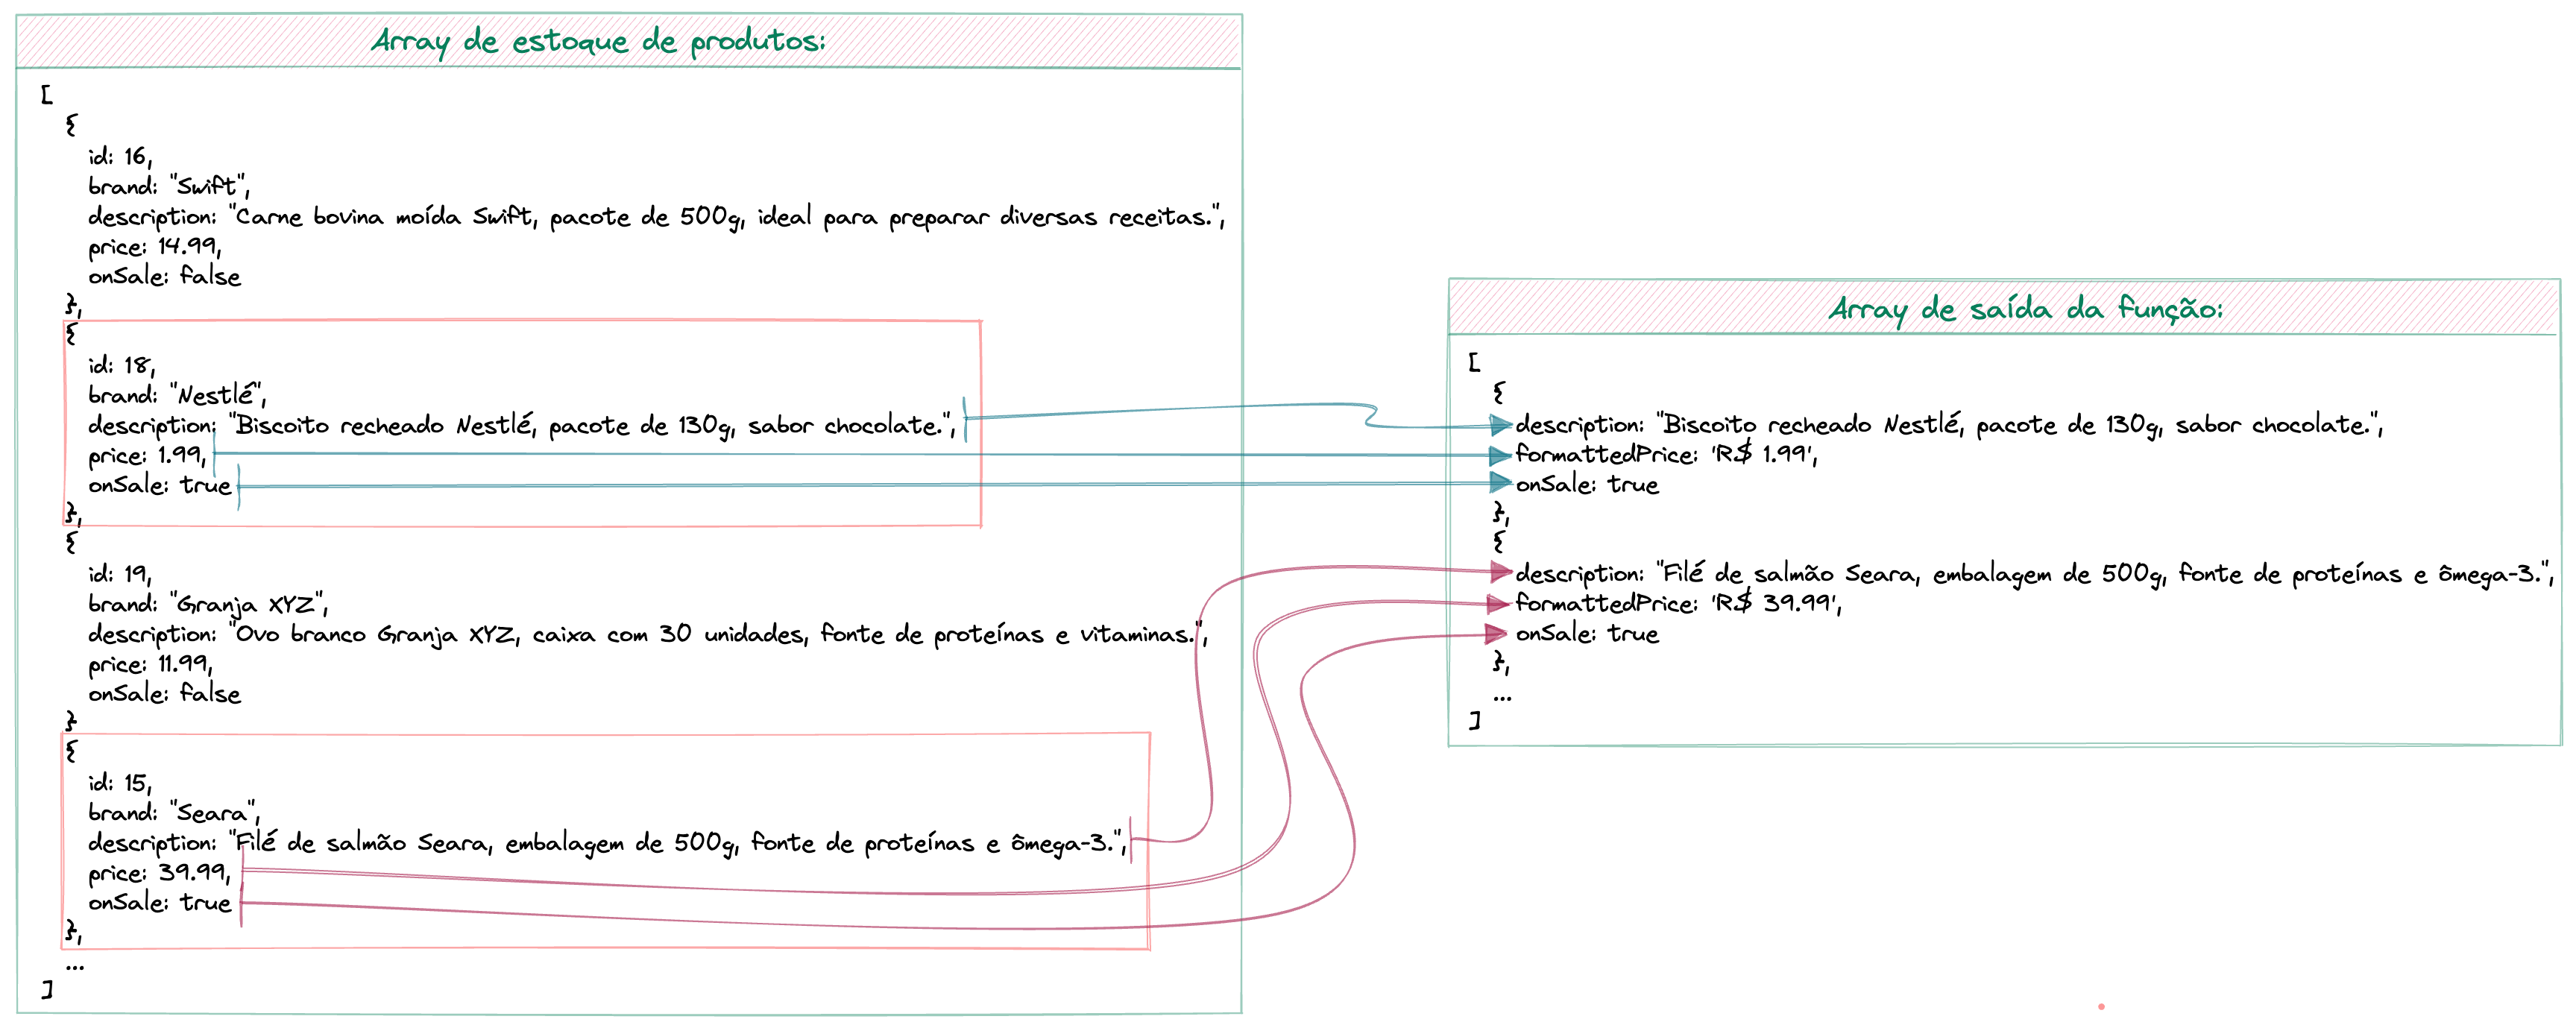 Array de estoque de produtos:
[
{
id: 16,
brand: "Swift",
description: "Carne bovina moída Swift, pacote de 500g, ideal para preparar diversas receitas.",
price: 14.99,
onSale: false
},
{
id: 18,
brand: "Nestlé",
description: "Biscoito recheado Nestlé, pacote de 130g, sabor chocolate.",
price: 1.99,
onSale: true
},
{
id: 19,
brand: "Granja XYZ",
description: "Ovo branco Granja XYZ, caixa com 30 unidades, fonte de proteínas e vitaminas.",
price: 11.99,
onSale: false
}
{
id: 15,
brand: "Seara",
description: "Filé de salmão Seara, embalagem de 500g, fonte de proteínas e ômega-3.",
price: 39.99,
onSale: true
},
...
]
Array de saída da função:
[
{
description: "Biscoito recheado Nestlé, pacote de 130g, sabor chocolate.",
formattedPrice: 'R$ 1.99',
onSale: true
},
{
description: "Filé de salmão Seara, embalagem de 500g, fonte de proteínas e ômega-3.",
formattedPrice: 'R$ 39.99',
onSale: true
},
...
]